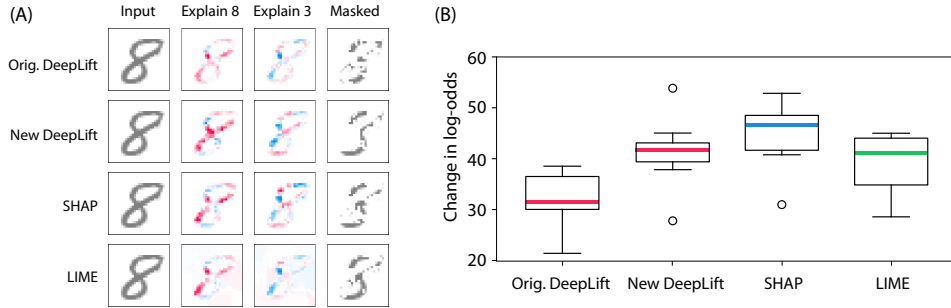 (A)
Input Explain 8 Explain 3 Masked
Orig. DeepLift
New DeepLift
SHAP
LIME
(B)
Change in log-odds
60
50
40
30
20
Orig. DeepLift New DeepLift SHAP LIME